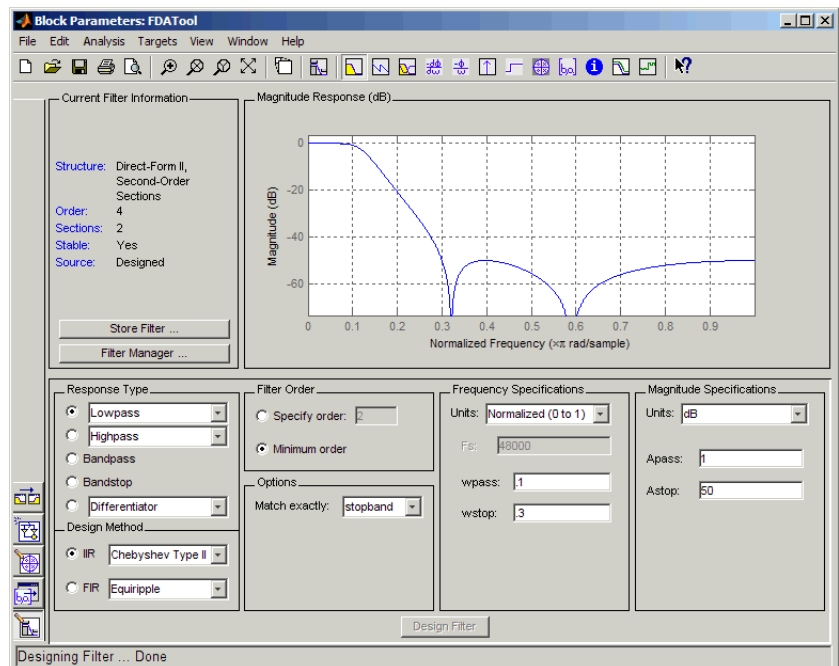 Block Parameters: FDATool
File Edit Analysis Targets View Window Help
Current Filter Information
Structure: Direct-Form II,
Second-Order
Sections
Order: 4
Sections: 2
Stable: Yes
Source: Designed
Store Filter ...
Filter Manager ...
Magnitude Response (dB)
0
-20
-40
-60
Magnitude (dB)
0 0.1 0.2 0.3 0.4 0.5 0.6 0.7 0.8 0.9
Normalized Frequency (×π rad/sample)
Response Type
Lowpass
Highpass
Bandpass
Bandstop
Differentiator
Design Method
IIR Chebyshev Type II
FIR Equiripple
Filter Order
Specify order: 2
Minimum order
Options
Match exactly: stopband
Frequency Specifications
Units: Normalized (0 to 1)
Fs: 48000
wpass: .1
wstop: .3
Magnitude Specifications
Units: dB
Apass: 1
Astop: 50
Design Filter
Designing Filter ... Done